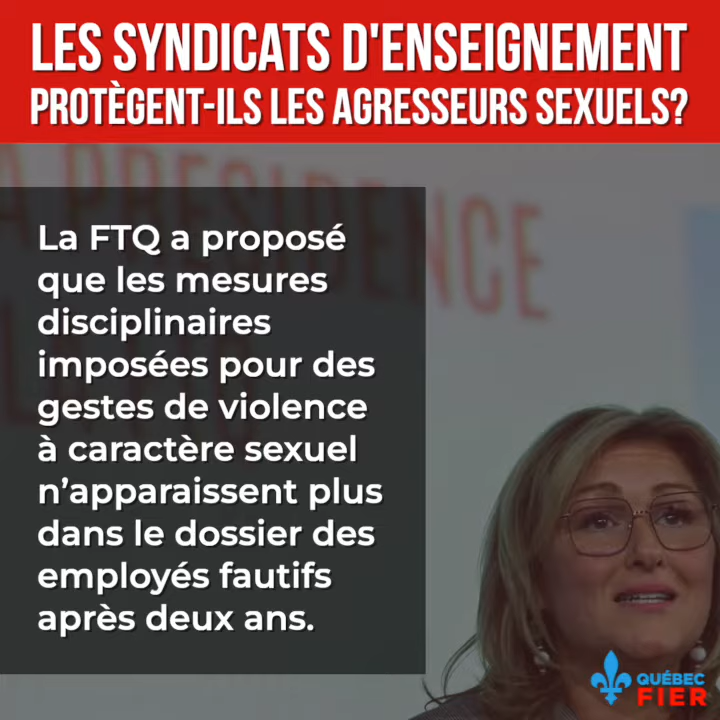 LES SYNDICATS D'ENSEIGNEMENT
PROTÈGENT-ILS LES AGRESSEURS SEXUELS?
PRESIDENCE
La FTQ a proposé
que les mesures
disciplinaires
imposées pour des
gestes de violence
à caractère sexuel
n'apparaissent plus
dans le dossier des
employés fautifs
après deux ans.
QUÉBEC
FIER